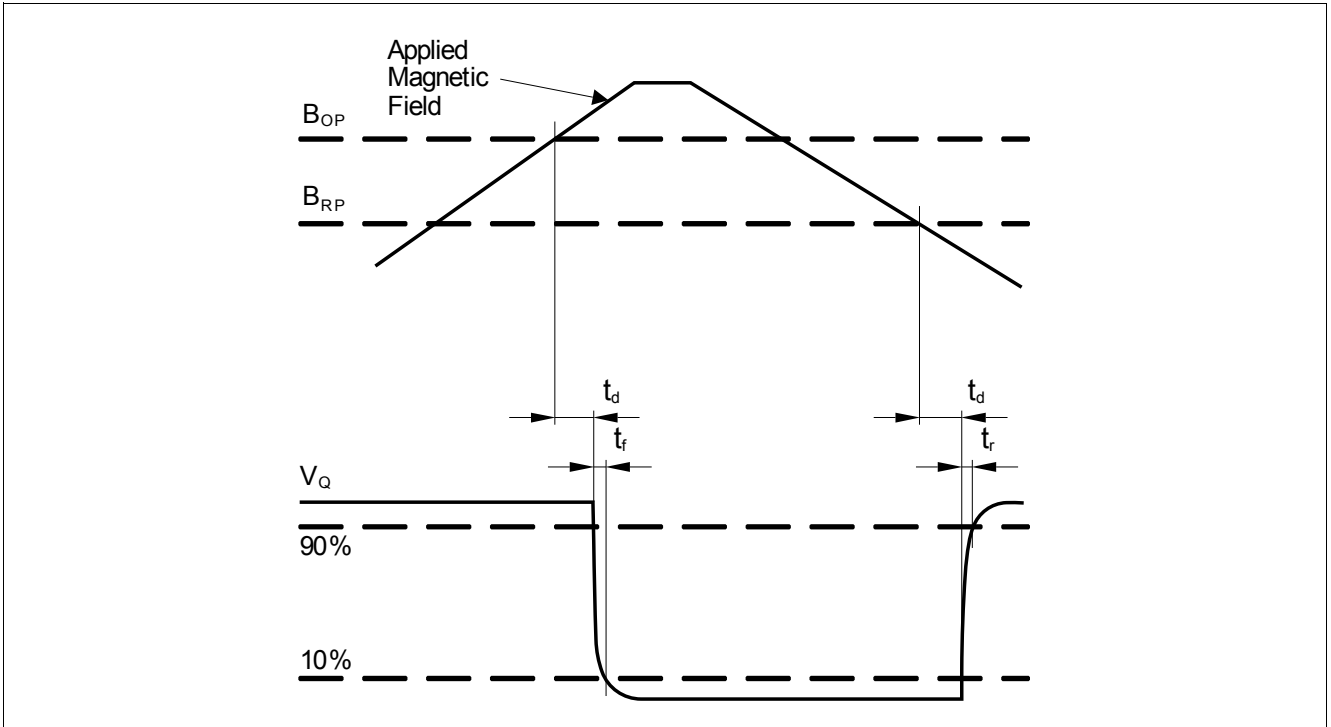 Applied
Magnetic
Field
B_OP
B_RP
t_d
t_d
t_f
t_r
V_Q
90%
10%